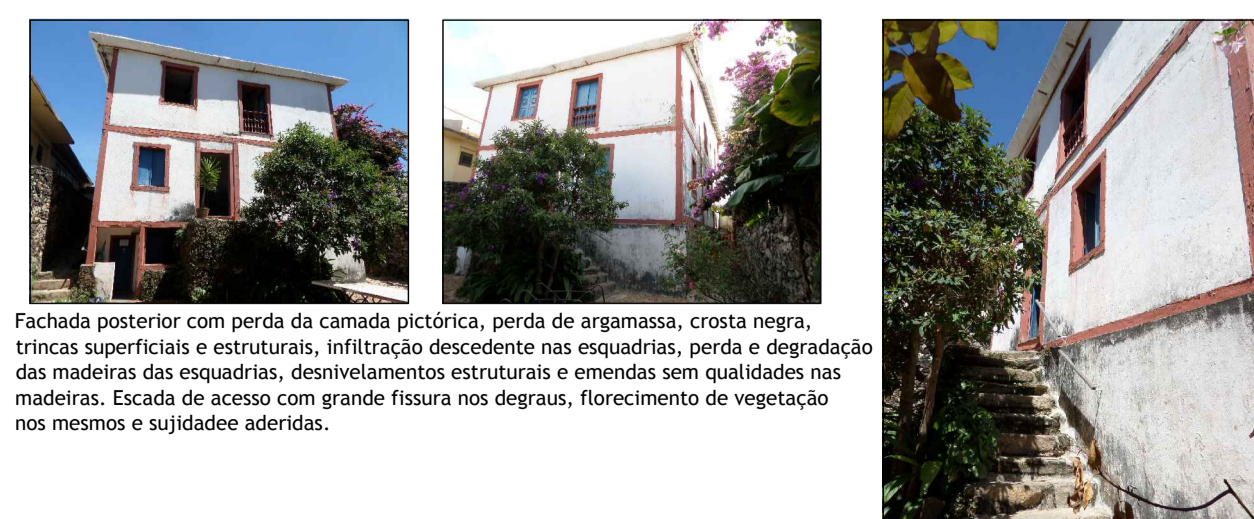 Fachada posterior com perda da camada pictórica, perda de argamassa, crosta negra,
trincas superficiais e estruturais, infiltração descedente nas esquadrias, perda e degradação
das madeiras das esquadrias, desnivelamentos estruturais e emendas sem qualidades nas
madeiras. Escada de acesso com grande fissura nos degraus, florecimento de vegetação
nos mesmos e sujidadee aderidas.